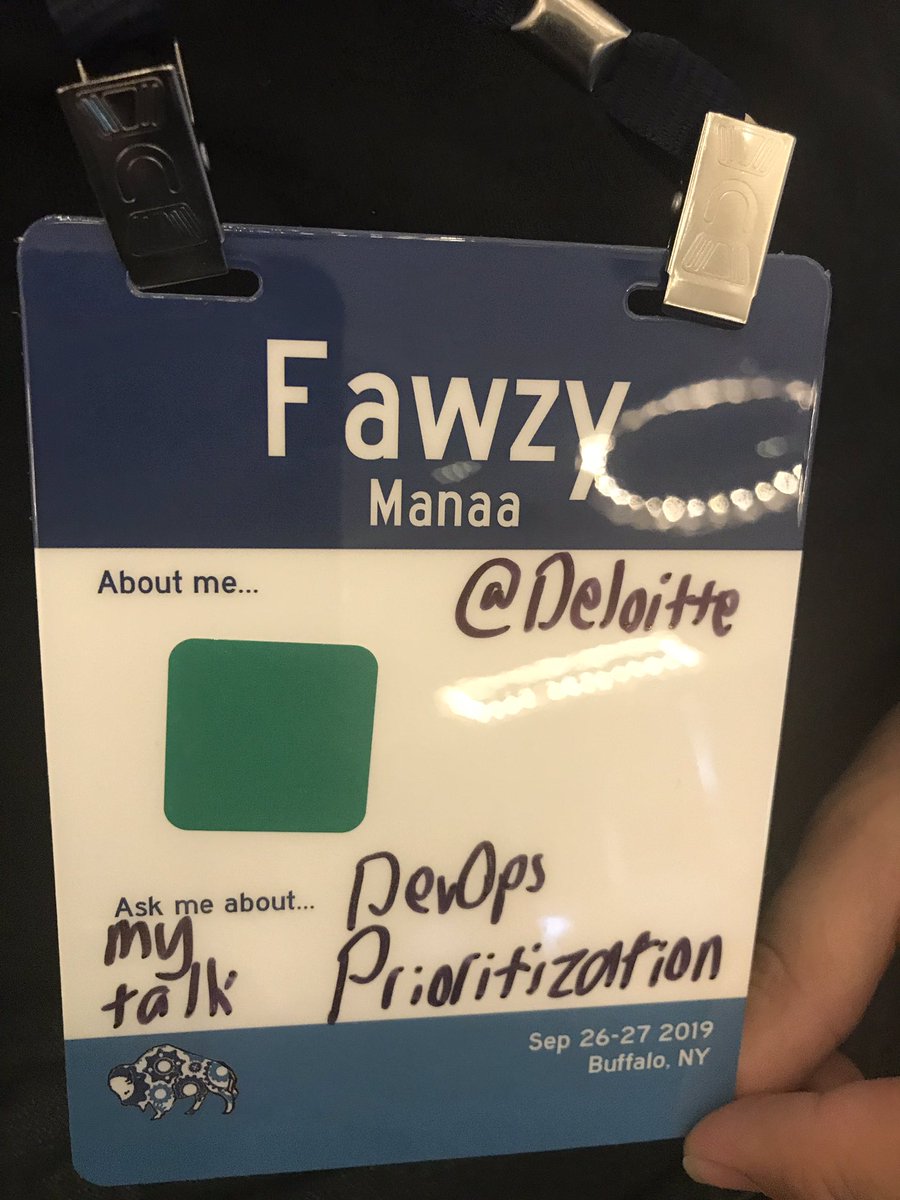 Fawzy
Manaa
About me...
@Deloitte
Ask me about...
my
talk
DevOps
Prioritization
Sep 26-27 2019
Buffalo, NY